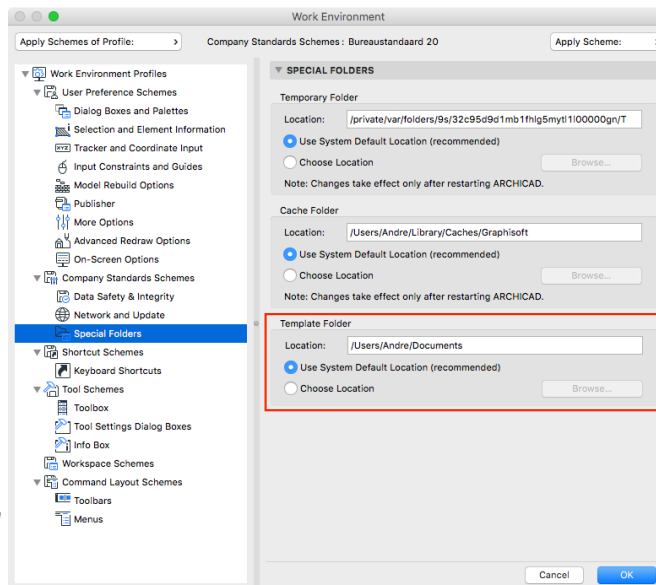 Work Environment
Apply Schemes of Profile: >
Company Standards Schemes : Bureaustandaard 20
Apply Scheme:
Work Environment Profiles
User Preference Schemes
Dialog Boxes and Palettes
Selection and Element Information
XYZ Tracker and Coordinate Input
Input Constraints and Guides
Model Rebuild Options
Publisher
More Options
Advanced Redraw Options
On-Screen Options
Company Standards Schemes
Data Safety & Integrity
Network and Update
Special Folders
Shortcut Schemes
Keyboard Shortcuts
Tool Schemes
Toolbox
Tool Settings Dialog Boxes
Info Box
Workspace Schemes
Command Layout Schemes
Toolbars
Menus
SPECIAL FOLDERS
Temporary Folder
Location: /private/var/folders/9s/32c95d9d1mb1fhlg5mytl1l00000gn/T
Use System Default Location (recommended)
Choose Location
Browse...
Note: Changes take effect only after restarting ARCHICAD.
Cache Folder
Location: /Users/Andre/Library/Caches/Graphisoft
Use System Default Location (recommended)
Choose Location
Browse...
Note: Changes take effect only after restarting ARCHICAD.
Template Folder
Location: /Users/Andre/Documents
Use System Default Location (recommended)
Choose Location
Browse...
Cancel
OK